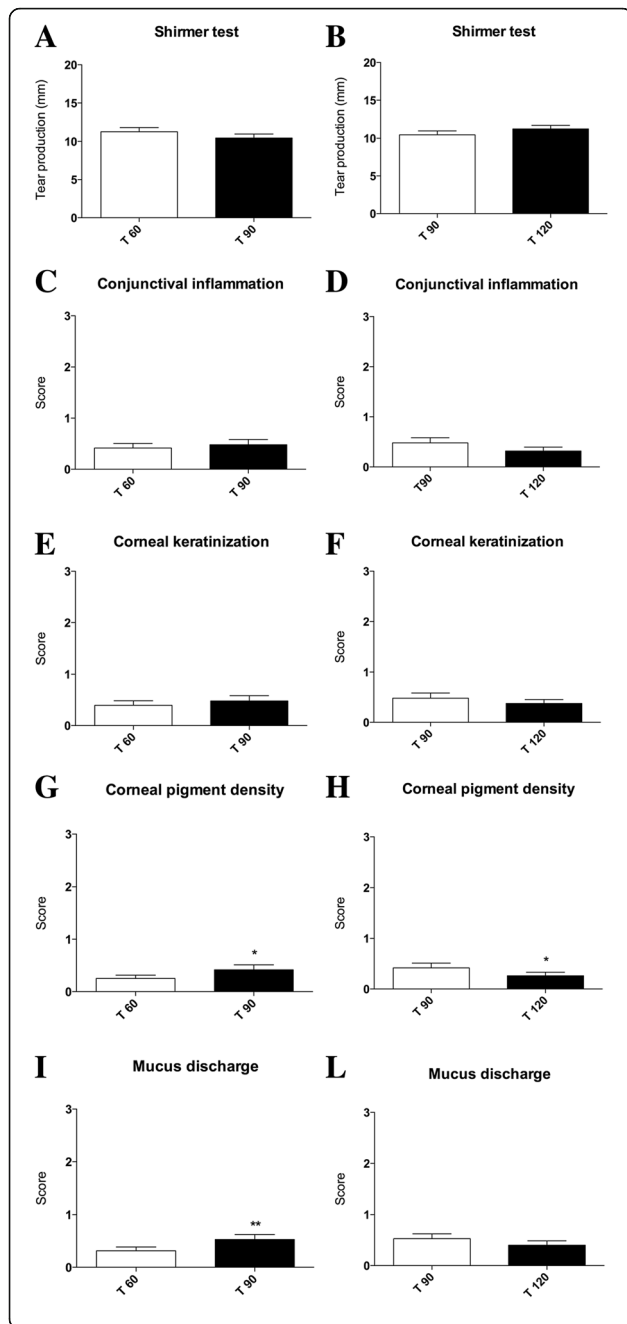 A
Shirmer test
Tear production (mm)
20
15
10
5
0
T 60
T 90
B
Shirmer test
Tear production (mm)
20
15
10
5
0
T 90
T 120
C
Conjunctival inflammation
Score
3
2
1
0
T 60
T 90
D
Conjunctival inflammation
Score
3
2
1
0
T90
T 120
E
Corneal keratinization
Score
3
2
1
0
T 60
T 90
F
Corneal keratinization
Score
3
2
1
0
T 90
T 120
G
Corneal pigment density
Score
3
2
1
0
*
T 60
T 90
H
Corneal pigment density
Score
3
2
1
0
*
T 90
T 120
I
Mucus discharge
Score
3
2
1
0
**
T 60
T 90
L
Mucus discharge
Score
3
2
1
0
T 90
T 120